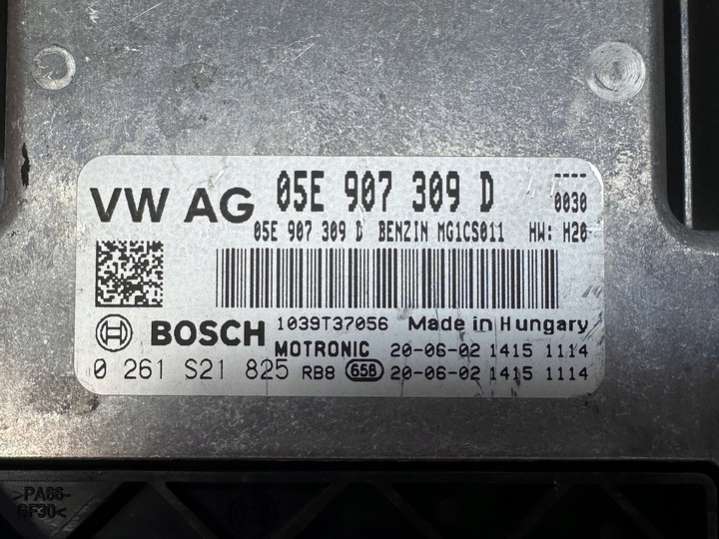 VW AG 05E 907 309 D ---- 0030
05E 907 309 D BENZIN MG1CS011 HW: H20
BOSCH 1039T37056 Made in Hungary
MOTRONIC 20-06-02 1415 1114
0 261 S21 825 RB8 658 20-06-02 1415 1114
>PA66-
GF30<